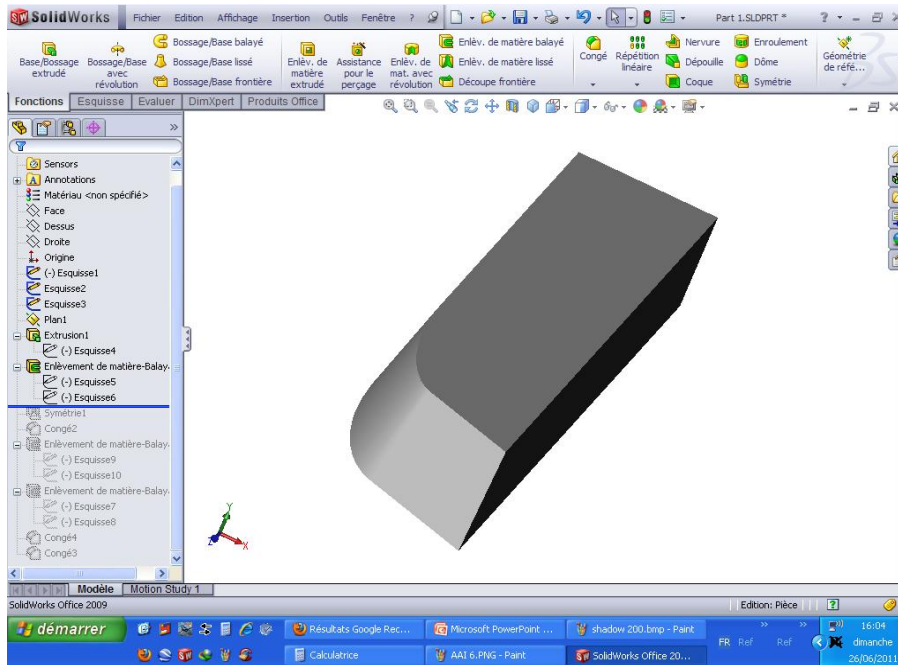 SolidWorks Fichier Edition Affichage Insertion Outils Fenêtre ? Part 1.SLDPRT * ?
Base/Bossage extrudé
Bossage/Base avec révolution
Bossage/Base balayé
Bossage/Base lissé
Bossage/Base frontière
Enlèv. de matière extrudé
Assistance pour le perçage
Enlèv. de mat. avec révolution
Enlèv. de matière balayé
Enlèv. de matière lissé
Découpe frontière
Congé
Répétition linéaire
Nervure
Dépouille
Coque
Enroulement
Dôme
Symétrie
Géométrie de réfé...
Fonctions Esquisse Evaluer DimXpert Produits Office
Sensors
Annotations
Matériau <non spécifié>
Face
Dessus
Droite
Origine
(-) Esquisse1
Esquisse2
Esquisse3
Plan1
Extrusion1
(-) Esquisse4
Enlèvement de matière-Balay
(-) Esquisse5
(-) Esquisse6
Symétrie1
Congé2
Enlèvement de matière-Balay
(-) Esquisse9
(-) Esquisse10
Enlèvement de matière-Balay
(-) Esquisse7
(-) Esquisse8
Congé4
Congé3
Y
Z
X
Modèle Motion Study 1
SolidWorks Office 2009 Edition: Pièce ?
démarrer
Résultats Google Rec...
Microsoft PowerPoint ...
shadow 200.bmp - Paint
Calculatrice
AAI 6.PNG - Paint
SolidWorks Office 20...
FR Ref Ref
16:04
dimanche
26/06/2011